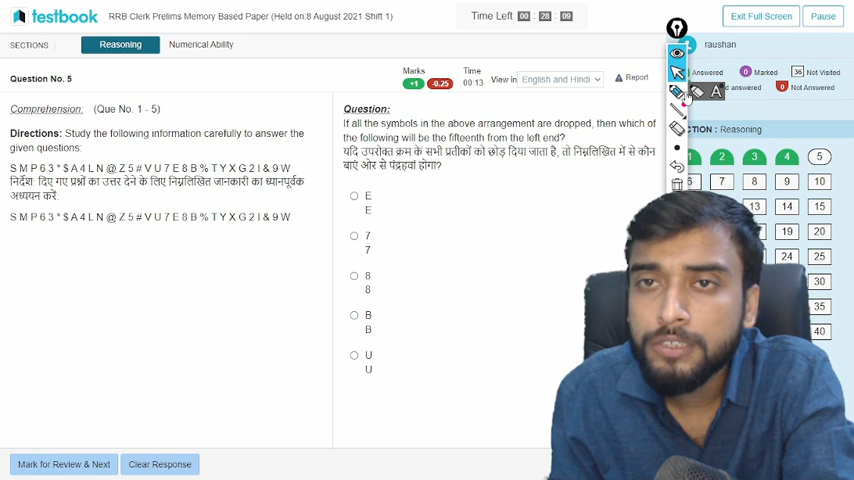 testbook
RRB Clerk Prelims Memory Based Paper (Held on:8 August 2021 Shift 1)
Time Left 00 : 28 : 09
Exit Full Screen
Pause
SECTIONS
Reasoning
Numerical Ability
raushan
Question No. 5
Marks
+1 -0.25
Time
00:13
View in English and Hindi
Report
Answered
0 Marked
36 Not Visited
d answered
0 Not Answered
Comprehension: (Que No. 1 - 5)
Directions: Study the following information carefully to answer the
given questions:
S M P 6 3 * $ A 4 L N @ Z 5 # V U 7 E 8 B % T Y X G 2 I & 9 W
निर्देश: दिए गए प्रश्नों का उत्तर देने के लिए निम्नलिखित जानकारी का ध्यानपूर्वक
अध्ययन करें:
S M P 6 3 * $ A 4 L N @ Z 5 # V U 7 E 8 B % T Y X G 2 I & 9 W
Question:
If all the symbols in the above arrangement are dropped, then which of
the following will be the fifteenth from the left end?
यदि उपरोक्त क्रम के सभी प्रतीकों को छोड़ दिया जाता है, तो निम्नलिखित में से कौन
बाएं ओर से पंद्रहवां होगा?
E
E
7
7
8
8
B
B
U
U
A
CTION : Reasoning
1 2 3 4 5
6 7 8 9 10
13 14 15
19 20
24 25
30
35
40
Mark for Review & Next
Clear Response